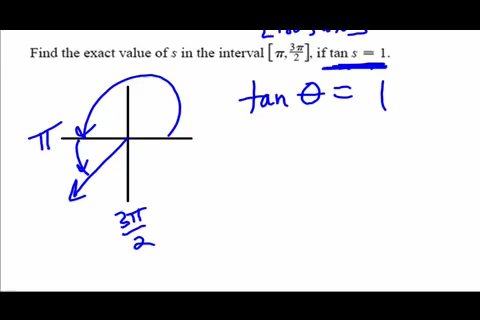 Find the exact value of s in the interval [π, 3π/2], if tan s = 1.
tan θ = 1
π
3π/2